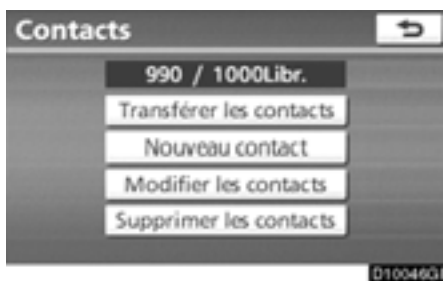 Contacts
990 / 1000Libr.
Transférer les contacts
Nouveau contact
Modifier les contacts
Supprimer les contacts
D10046GI